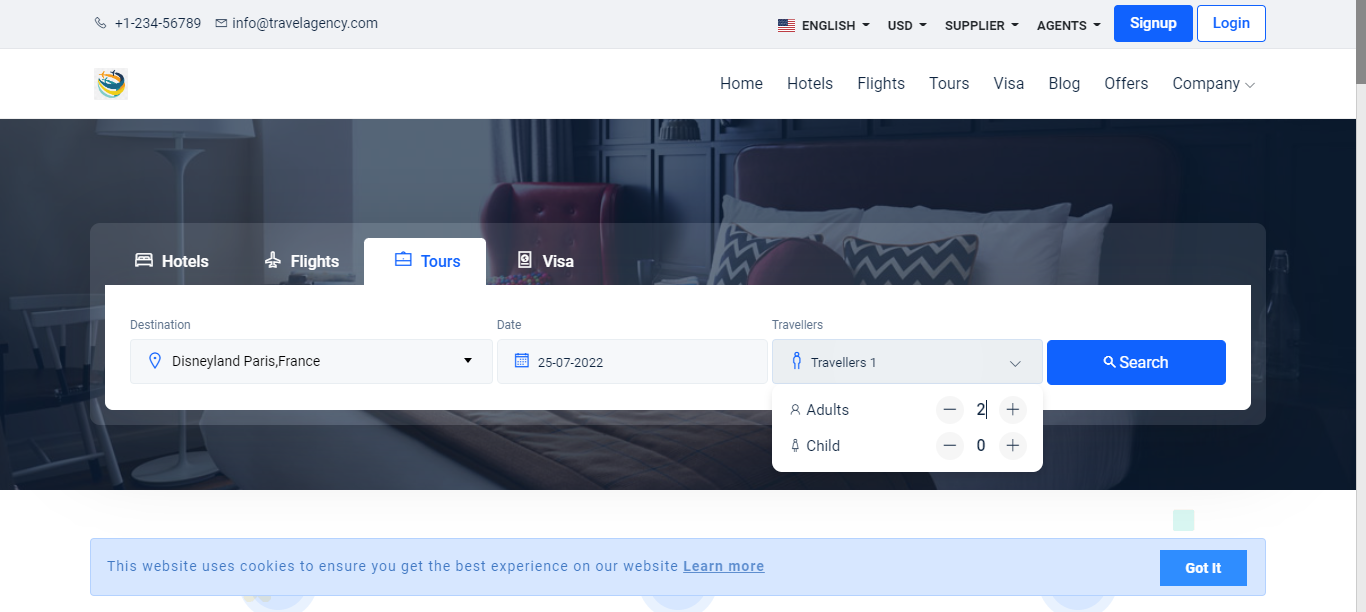 +1-234-56789 info@travelagency.com ENGLISH USD SUPPLIER AGENTS Signup Login
Home Hotels Flights Tours Visa Blog Offers Company
Hotels Flights Tours Visa
Destination Date Travellers
Disneyland Paris,France 25-07-2022 Travellers 1 Search
Adults 2
Child 0
This website uses cookies to ensure you get the best experience on our website Learn more Got It